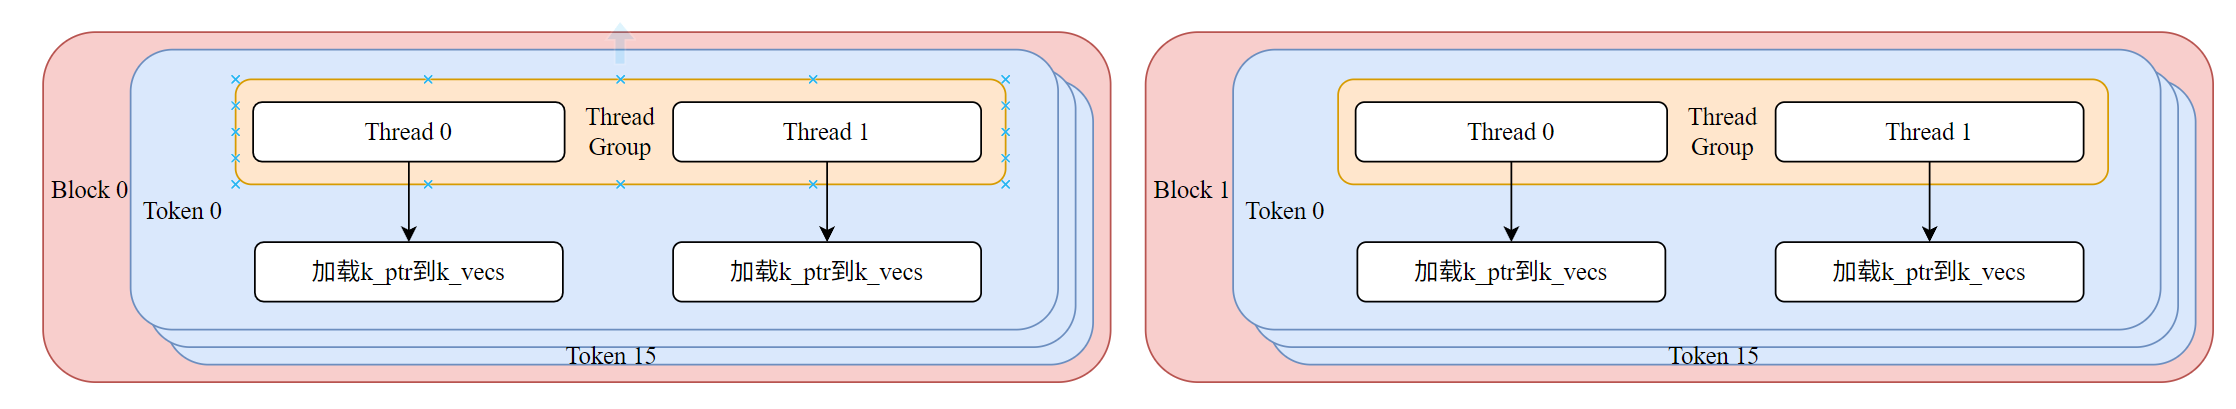 Block 0
Token 0
Thread 0
Thread
Group
Thread 1
加载k_ptr到k_vecs
加载k_ptr到k_vecs
Token 15
Block 1
Token 0
Thread 0
Thread
Group
Thread 1
加载k_ptr到k_vecs
加载k_ptr到k_vecs
Token 15